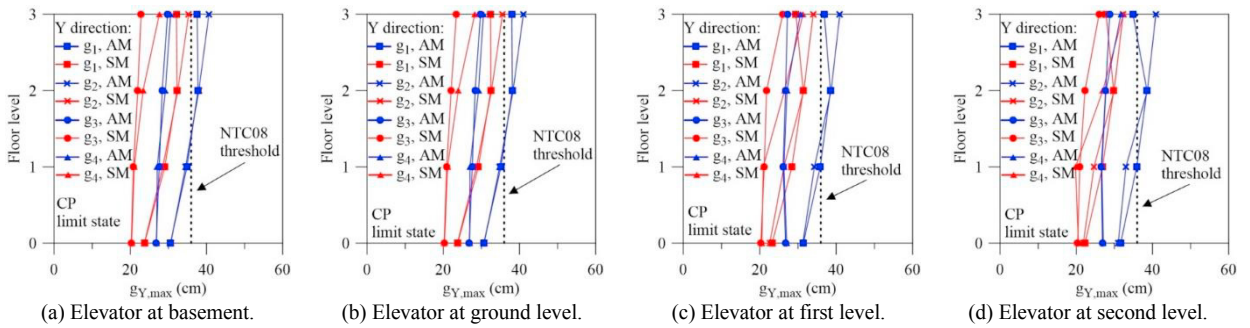 3
2
1
0
Floor level
Y direction:
g1, AM
g1, SM
g2, AM
g2, SM
g3, AM
g3, SM
g4, AM
g4, SM
NTC08
threshold
CP
limit state
0 20 40 60
gY,max (cm)
(a) Elevator at basement.
3
2
1
0
Floor level
Y direction:
g1, AM
g1, SM
g2, AM
g2, SM
g3, AM
g3, SM
g4, AM
g4, SM
NTC08
threshold
CP
limit state
0 20 40 60
gY,max (cm)
(b) Elevator at ground level.
3
2
1
0
Floor level
Y direction:
g1, AM
g1, SM
g2, AM
g2, SM
g3, AM
g3, SM
g4, AM
g4, SM
NTC08
threshold
CP
limit state
0 20 40 60
gY,max (cm)
(c) Elevator at first level.
3
2
1
0
Floor level
Y direction:
g1, AM
g1, SM
g2, AM
g2, SM
g3, AM
g3, SM
g4, AM
g4, SM
NTC08
threshold
CP
limit state
0 20 40 60
gY,max (cm)
(d) Elevator at second level.